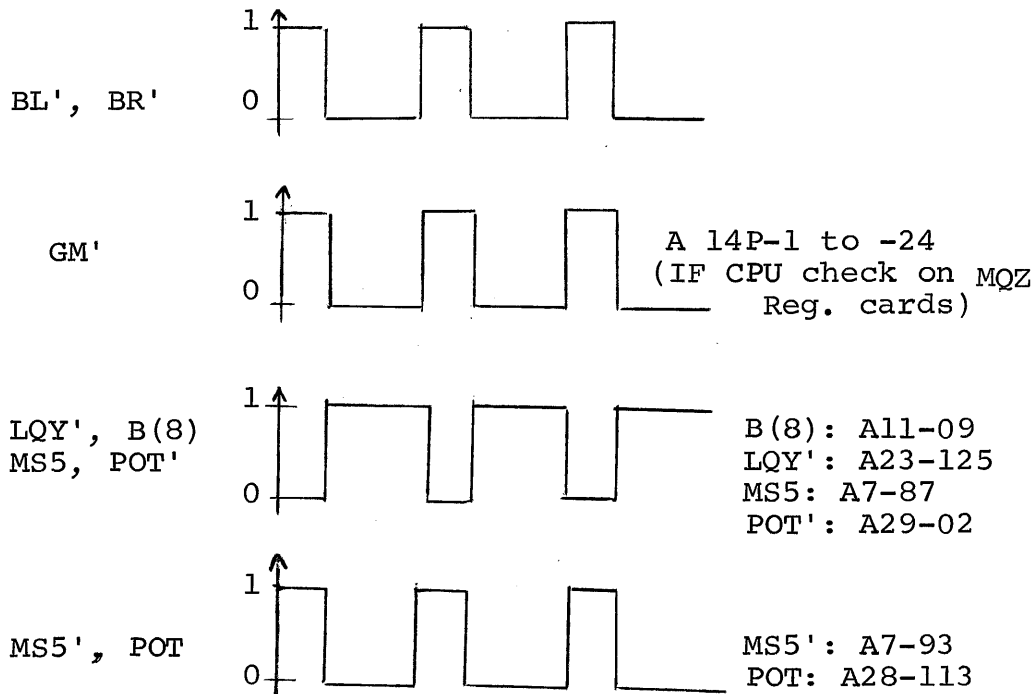 1
BL', BR' 0
1
GM' A 14P-1 to -24
(IF CPU check on MQZ
0 Reg. cards)
1
LQY', B(8) B(8): A11-09
MS5, POT' LQY': A23-125
0 MS5: A7-87
POT': A29-02
1
MS5', POT MS5': A7-93
0 POT: A28-113